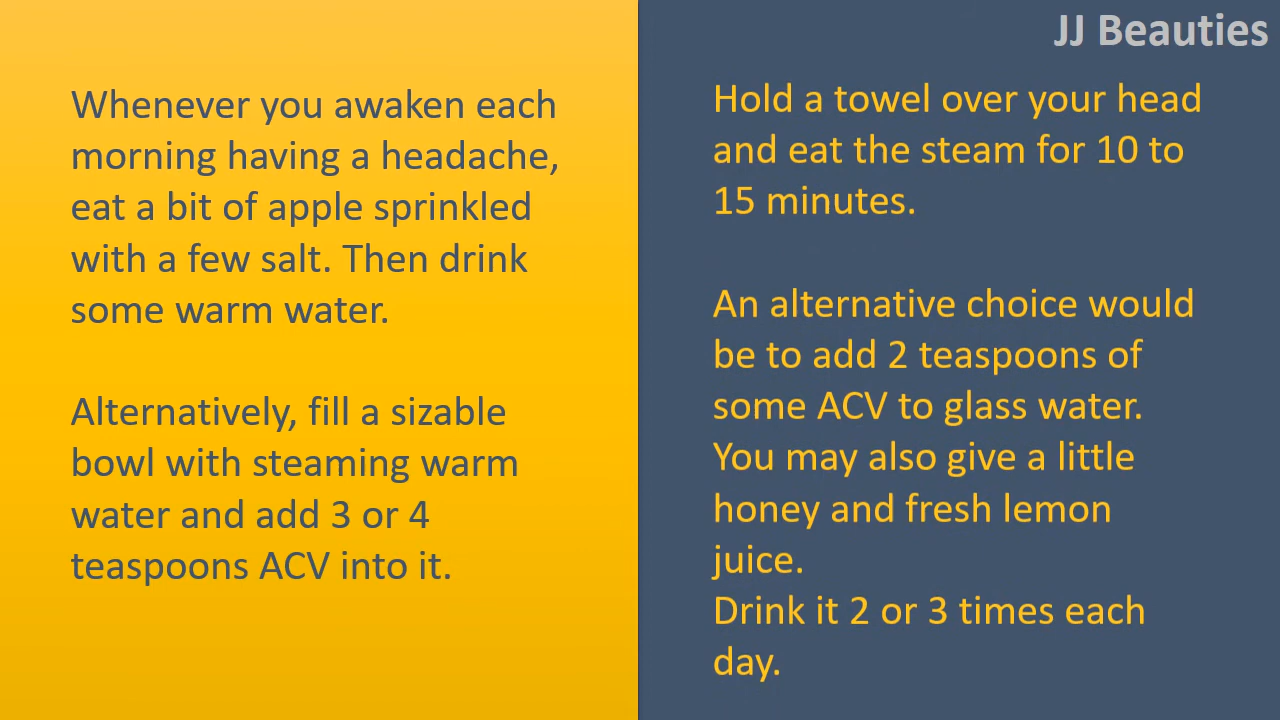 Whenever you awaken each
morning having a headache,
eat a bit of apple sprinkled
with a few salt. Then drink
some warm water.
Alternatively, fill a sizable
bowl with steaming warm
water and add 3 or 4
teaspoons ACV into it.
JJ Beauties
Hold a towel over your head
and eat the steam for 10 to
15 minutes.
An alternative choice would
be to add 2 teaspoons of
some ACV to glass water.
You may also give a little
honey and fresh lemon
juice.
Drink it 2 or 3 times each
day.